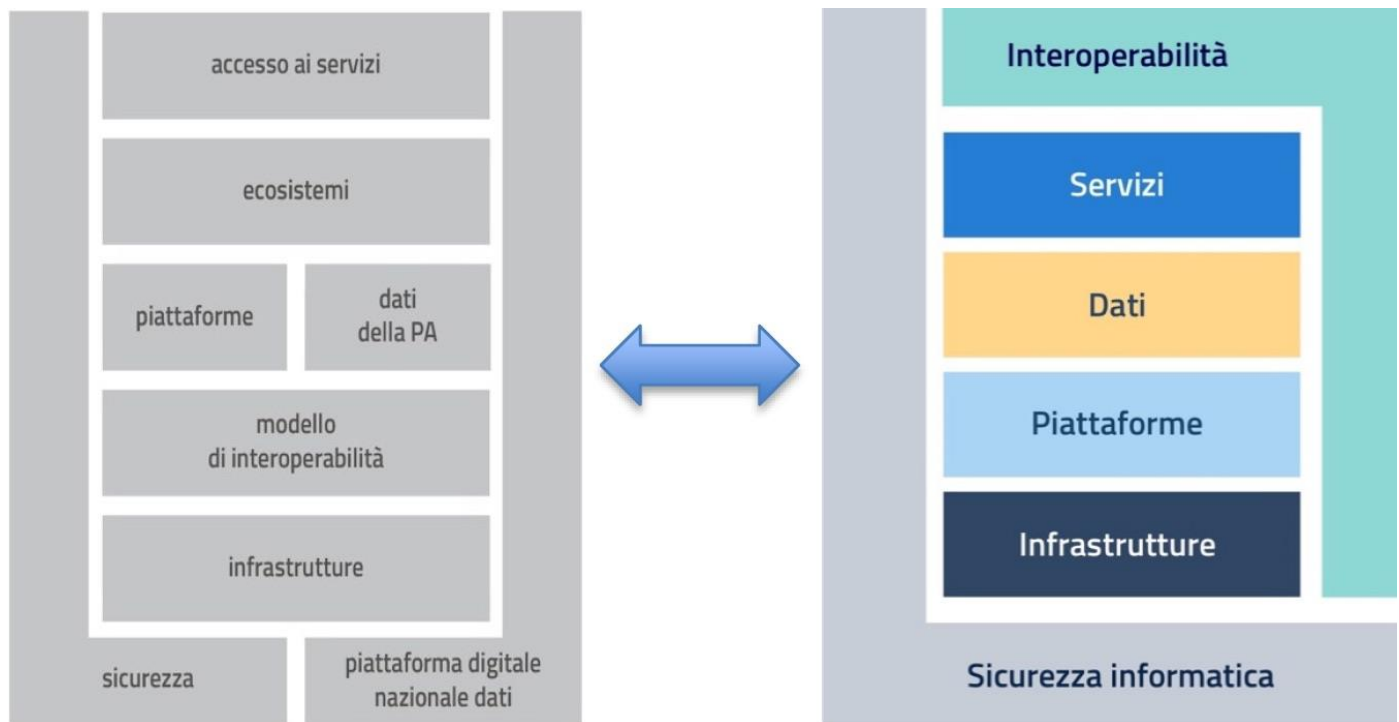 accesso ai servizi
ecosistemi
piattaforme
dati
della PA
modello
di interoperabilità
infrastrutture
sicurezza
piattaforma digitale
nazionale dati
Interoperabilità
Servizi
Dati
Piattaforme
Infrastrutture
Sicurezza informatica